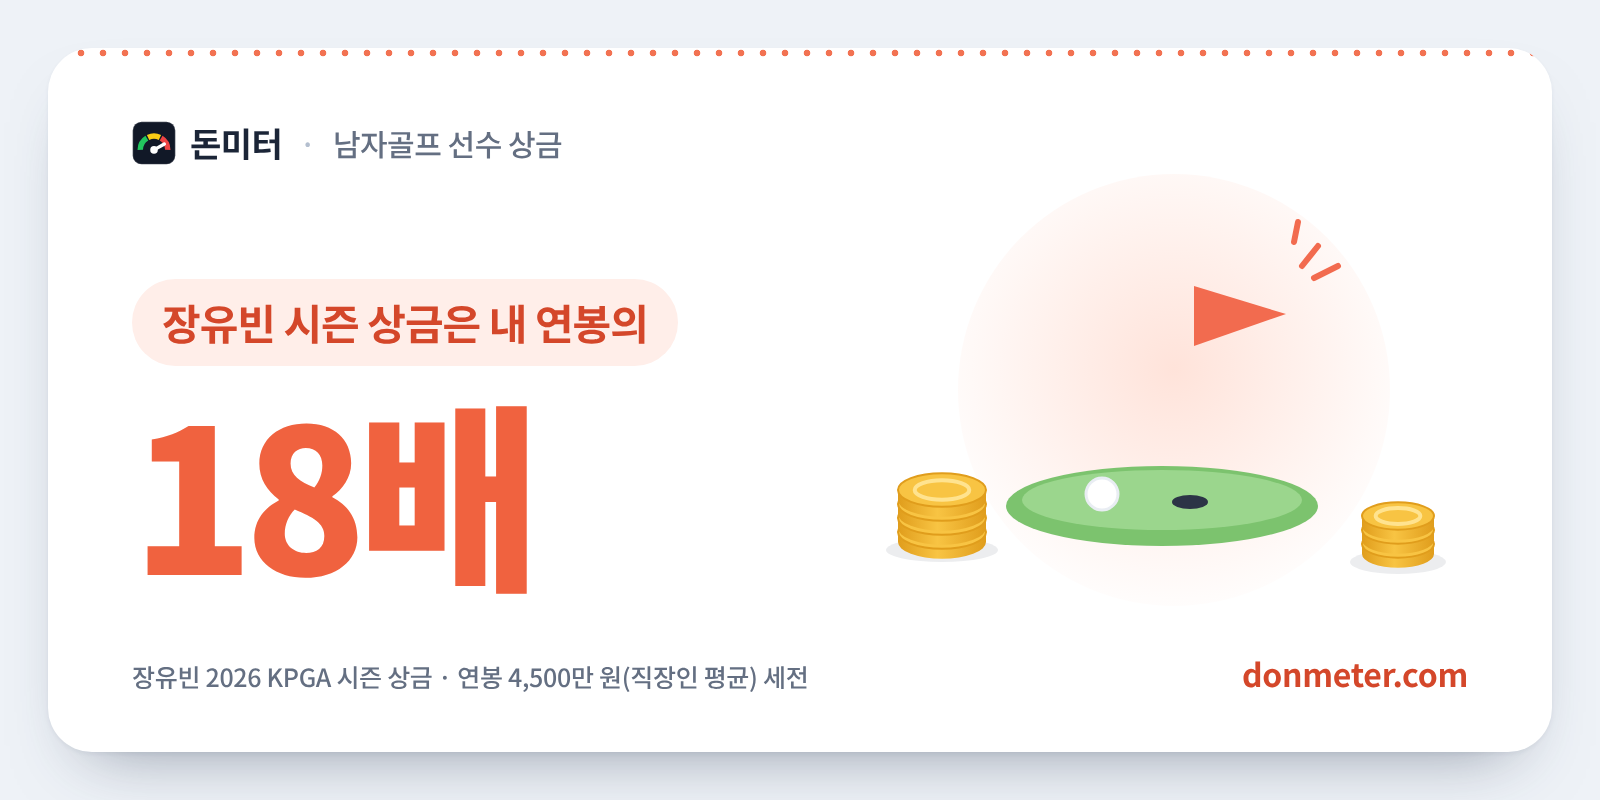 돈미터 · 남자골프 선수 상금
장유빈 시즌 상금은 내 연봉의
18배
장유빈 2026 KPGA 시즌 상금 · 연봉 4,500만 원(직장인 평균) 세전
donmeter.com